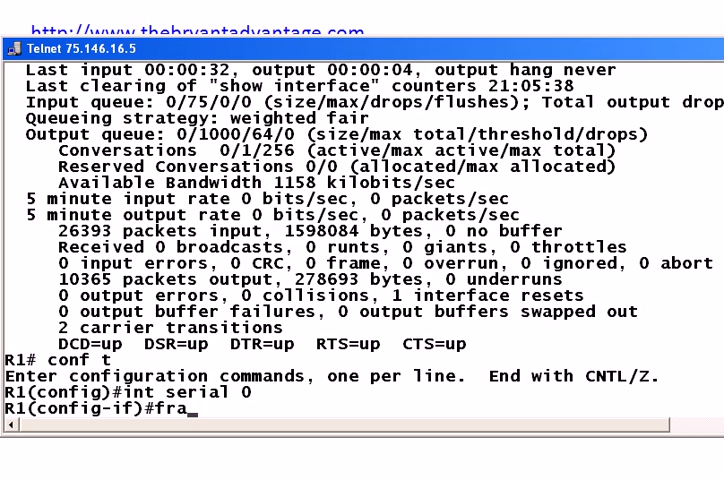 http://www.thebryantadvantage.com
Telnet 75.146.16.5
Last input 00:00:32, output 00:00:04, output hang never
Last clearing of "show interface" counters 21:05:38
Input queue: 0/75/0/0 (size/max/drops/flushes); Total output drop
Queueing strategy: weighted fair
Output queue: 0/1000/64/0 (size/max total/threshold/drops)
Conversations 0/1/256 (active/max active/max total)
Reserved Conversations 0/0 (allocated/max allocated)
Available Bandwidth 1158 kilobits/sec
5 minute input rate 0 bits/sec, 0 packets/sec
5 minute output rate 0 bits/sec, 0 packets/sec
26393 packets input, 1598084 bytes, 0 no buffer
Received 0 broadcasts, 0 runts, 0 giants, 0 throttles
0 input errors, 0 CRC, 0 frame, 0 overrun, 0 ignored, 0 abort
10365 packets output, 278693 bytes, 0 underruns
0 output errors, 0 collisions, 1 interface resets
0 output buffer failures, 0 output buffers swapped out
2 carrier transitions
DCD=up DSR=up DTR=up RTS=up CTS=up
R1# conf t
Enter configuration commands, one per line. End with CNTL/Z.
R1(config)#int serial 0
R1(config-if)#fra_